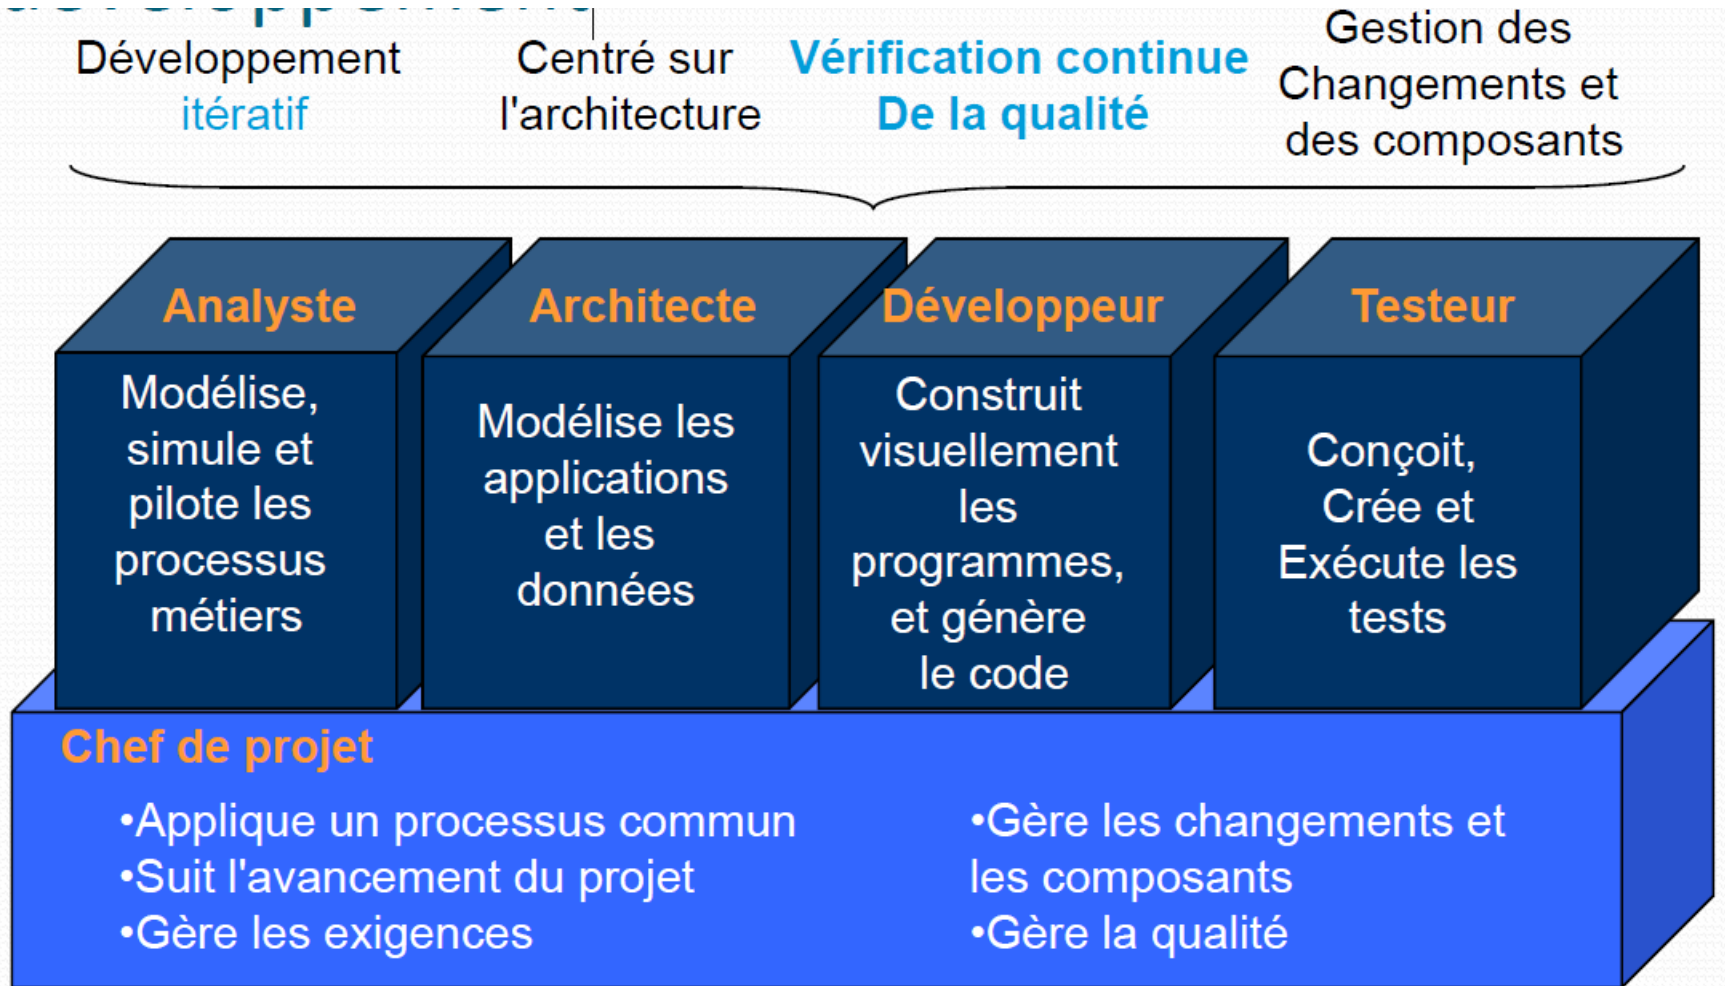 développement
Développement
itératif
Centré sur
l'architecture
Vérification continue
De la qualité
Gestion des
Changements et
des composants
Analyste
Modélise,
simule et
pilote les
processus
métiers
Architecte
Modélise les
applications
et les
données
Développeur
Construit
visuellement
les
programmes,
et génère
le code
Testeur
Conçoit,
Crée et
Exécute les
tests
Chef de projet
•Applique un processus commun
•Suit l'avancement du projet
•Gère les exigences
•Gère les changements et
les composants
•Gère la qualité